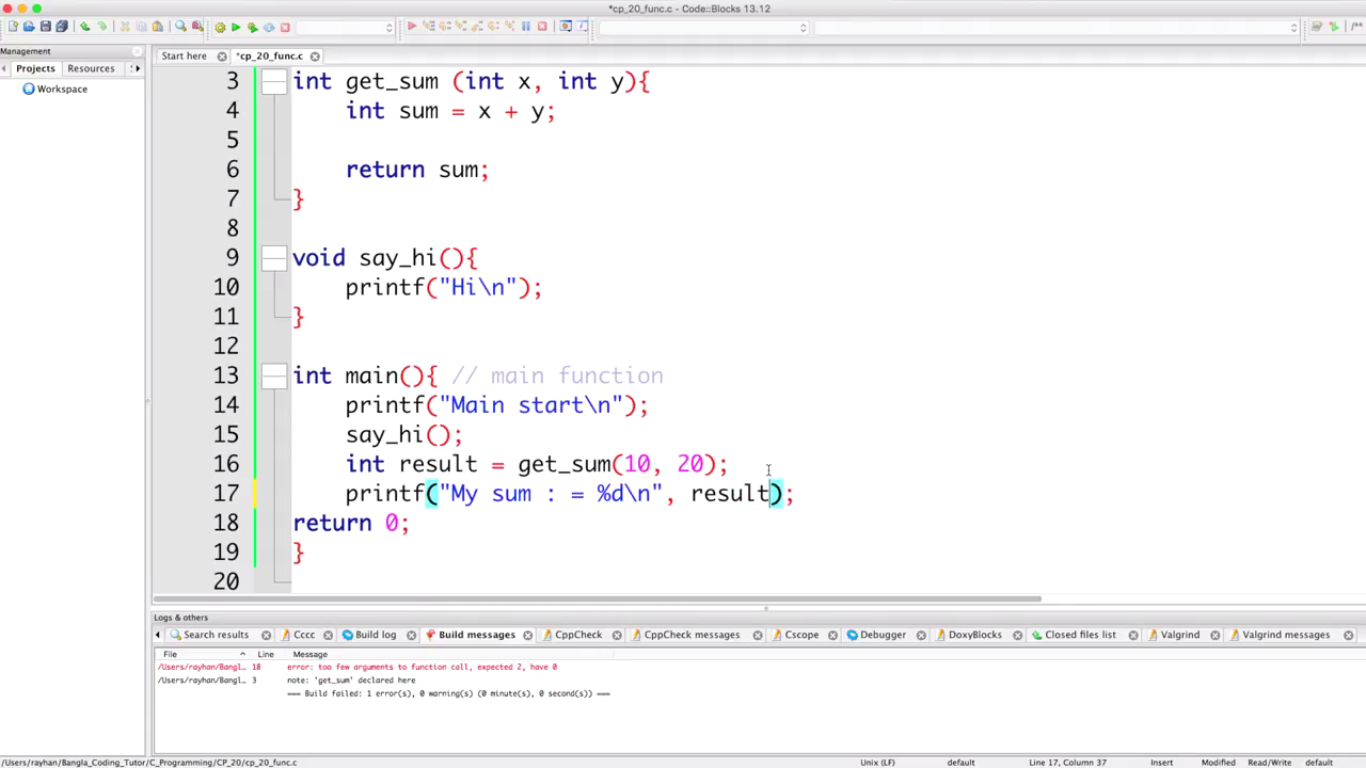 *cp_20_func.c - Code::Blocks 13.12
Management
Projects Resources
Workspace
Start here *cp_20_func.c
3 int get_sum (int x, int y){
4 int sum = x + y;
5
6 return sum;
7 }
8
9 void say_hi(){
10 printf("Hi\n");
11 }
12
13 int main(){ // main function
14 printf("Main start\n");
15 say_hi();
16 int result = get_sum(10, 20);
17 printf("My sum : = %d\n", result);
18 return 0;
19 }
20
Logs & others
Search results Cccc Build log Build messages CppCheck CppCheck messages Cscope Debugger DoxyBlocks Closed files list Valgrind Valgrind messages
File Line Message
/Users/rayhan/Bangl… 18 error: too few arguments to function call, expected 2, have 0
/Users/rayhan/Bangl… 3 note: 'get_sum' declared here
=== Build failed: 1 error(s), 0 warning(s) (0 minute(s), 0 second(s)) ===
/Users/rayhan/Bangla_Coding_Tutor/C_Programming/CP_20/cp_20_func.c Unix (LF) default Line 17, Column 37 Insert Modified Read/Write default